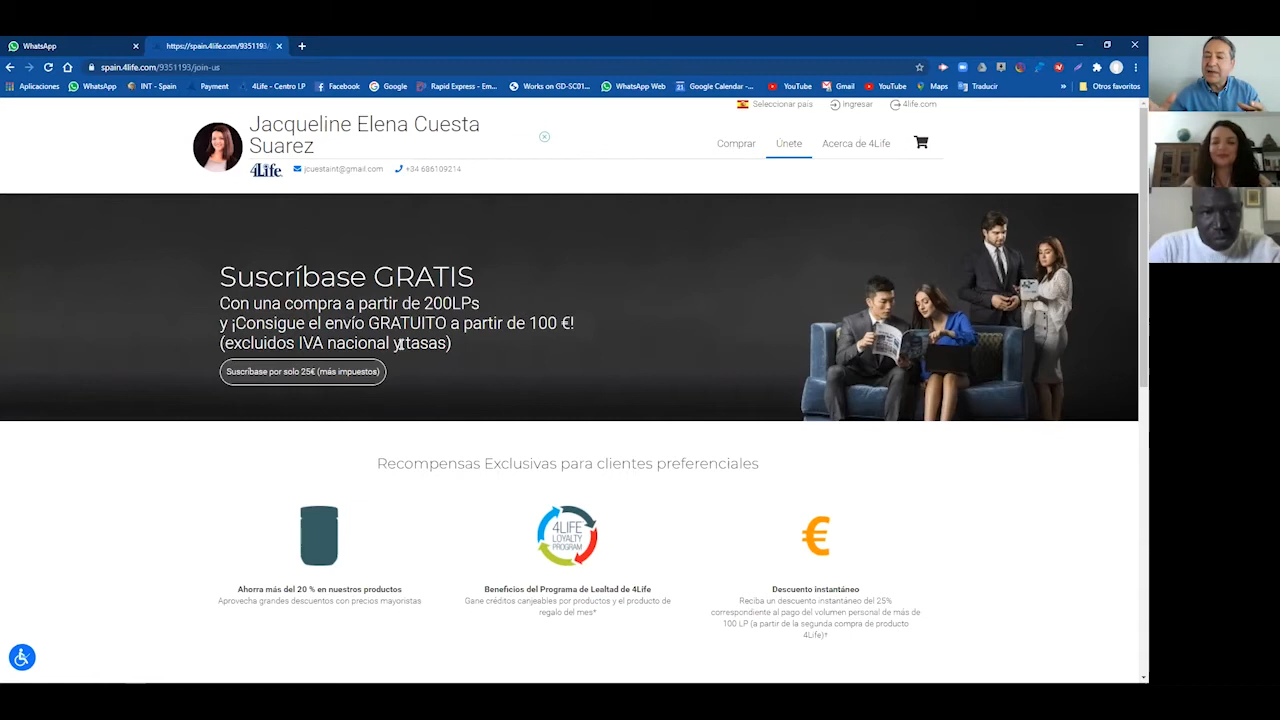 WhatsApp
https://spain.4life.com/9351193/
spain.4life.com/9351193/join-us
Aplicaciones
WhatsApp
INT - Spain
Payment
4Life - Centro LP
Facebook
Google
Rapid Express - Em...
Works on GD-SC01...
WhatsApp Web
Google Calendar -...
YouTube
Gmail
YouTube
Maps
Traducir
»
Otros favoritos
Seleccionar país
Ingresar
4life.com
Jacqueline Elena Cuesta
Suarez
Comprar
Únete
Acerca de 4Life
4Life.
jcuestaint@gmail.com
+34 686109214
Suscríbase GRATIS
Con una compra a partir de 200LPs
y ¡Consigue el envío GRATUITO a partir de 100 €!
(excluidos IVA nacional y tasas)
Suscríbase por solo 25€ (más impuestos)
Recompensas Exclusivas para clientes preferenciales
4LIFE
LOYALTY
PROGRAM
€
Ahorra más del 20 % en nuestros productos
Aprovecha grandes descuentos con precios mayoristas
Beneficios del Programa de Lealtad de 4Life
Gane créditos canjeables por productos y el producto de
regalo del mes*
Descuento instantáneo
Reciba un descuento instantáneo del 25%
correspondiente al pago del volumen personal de más de
100 LP (a partir de la segunda compra de producto
4Life)†